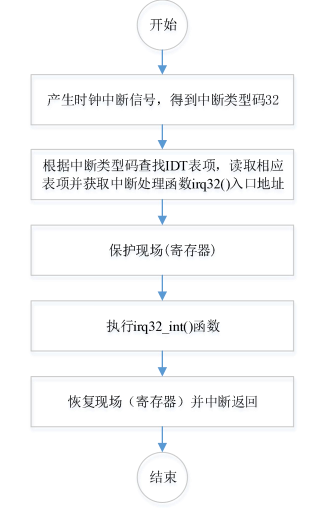 开始
产生时钟中断信号，得到中断类型码32
根据中断类型码查找IDT表项，读取相应
表项并获取中断处理函数irq32()入口地址
保护现场(寄存器)
执行irq32_int()函数
恢复现场（寄存器）并中断返回
结束